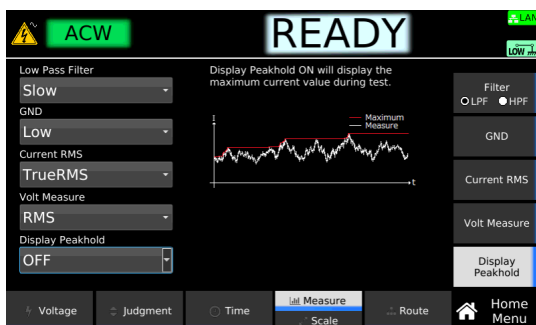 ACW
READY
LAN
LOW
Low Pass Filter
Slow
GND
Low
Current RMS
TrueRMS
Volt Measure
RMS
Display Peakhold
OFF
Display Peakhold ON will display the
maximum current value during test.
I
Maximum
Measure
t
Filter
LPF HPF
GND
Current RMS
Volt Measure
Display
Peakhold
Voltage
Judgment
Time
Measure
Scale
Route
Home
Menu